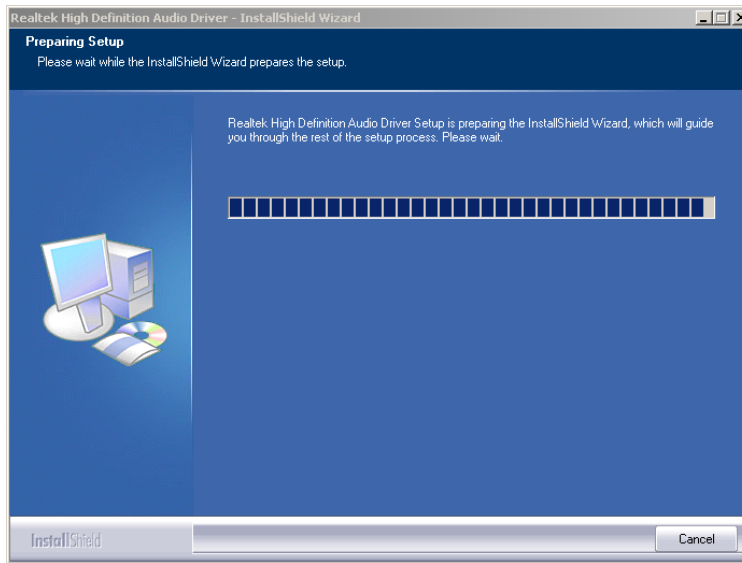 Realtek High Definition Audio Driver - InstallShield Wizard
Preparing Setup
Please wait while the InstallShield Wizard prepares the setup.
Realtek High Definition Audio Driver Setup is preparing the InstallShield Wizard, which will guide
you through the rest of the setup process. Please wait.
InstallShield
Cancel